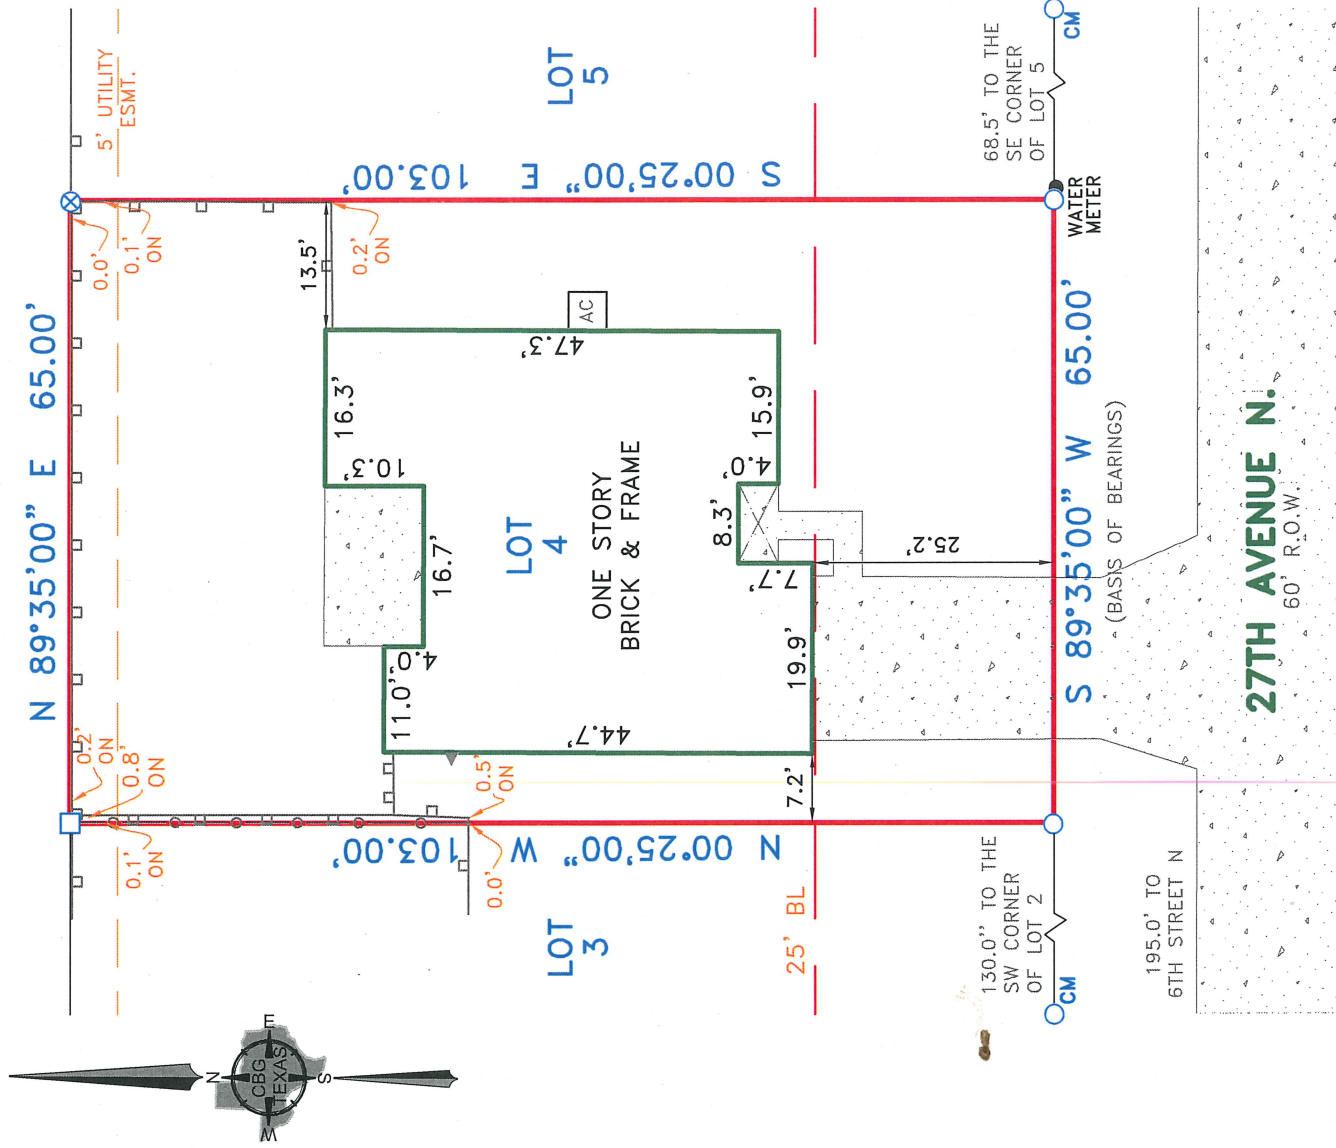 N 89°35'00" E 65.00'
5' UTILITY
ESMT.
0.0'
0.1'
ON
0.2'
ON
0.8'
ON
0.1'
ON
LOT
5
S 00°25'00" E 103.00'
13.5'
0.2'
ON
AC
47.3'
16.3'
10.3'
16.7'
4.0'
11.0'
44.7'
LOT
4
ONE STORY
BRICK & FRAME
15.9'
4.0'
8.3'
7.7'
19.9'
25.2'
7.2'
0.5'
ON
0.0'
N 00°25'00" W 103.00'
LOT
3
25' BL
68.5' TO THE
SE CORNER
OF LOT 5
CM
WATER
METER
S 89°35'00" W 65.00'
(BASIS OF BEARINGS)
130.0" TO THE
SW CORNER
OF LOT 2
CM
195.0' TO
6TH STREET N
27TH AVENUE N.
60' R.O.W.
N
E
S
W
CBG
TEXAS